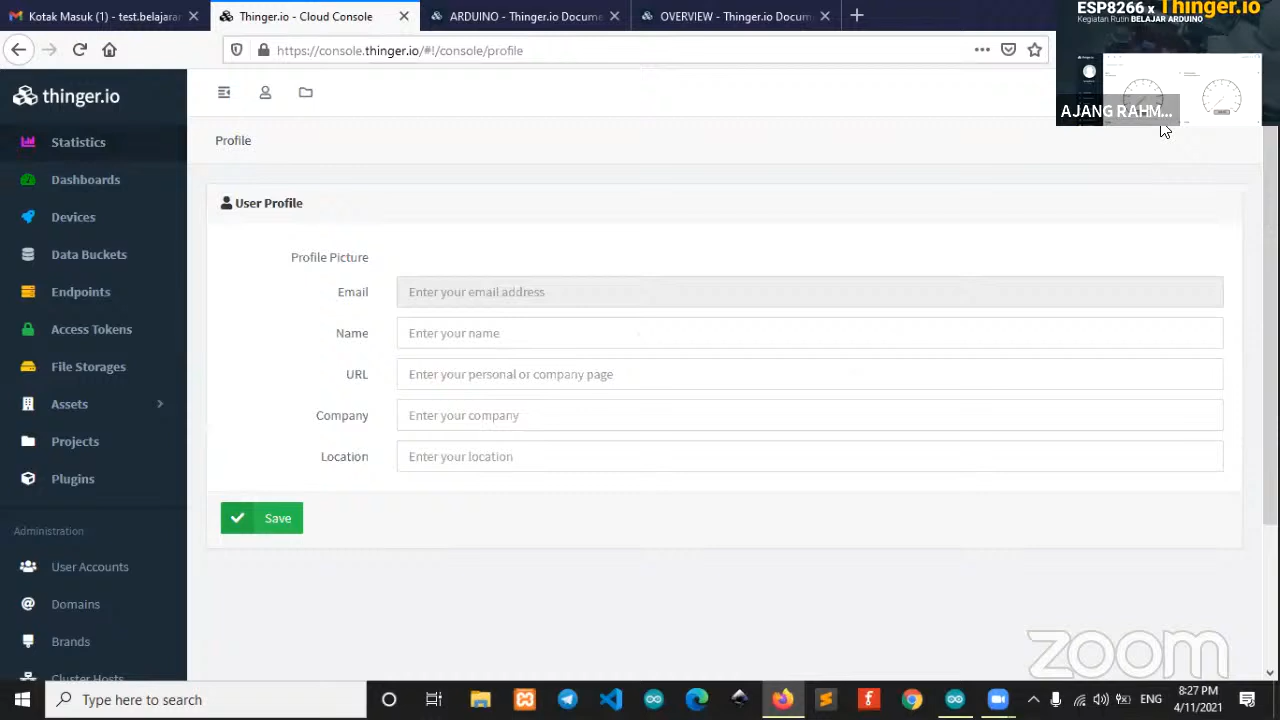 Kotak Masuk (1) - test.belajarar
Thinger.io - Cloud Console
ARDUINO - Thinger.io Docume
OVERVIEW - Thinger.io Docum
ESP8266 x Thinger.io
Kegiatan Rutin BELAJAR ARDUINO
https://console.thinger.io/#!/console/profile
thinger.io
AJANG RAHM...
Statistics
Profile
Dashboards
User Profile
Devices
Data Buckets
Profile Picture
Endpoints
Email
Enter your email address
Access Tokens
Name
Enter your name
File Storages
URL
Enter your personal or company page
Assets
Company
Enter your company
Projects
Location
Enter your location
Plugins
Save
Administration
User Accounts
Domains
Brands
Cluster Hosts
zoom
Type here to search
ENG
8:27 PM
4/11/2021